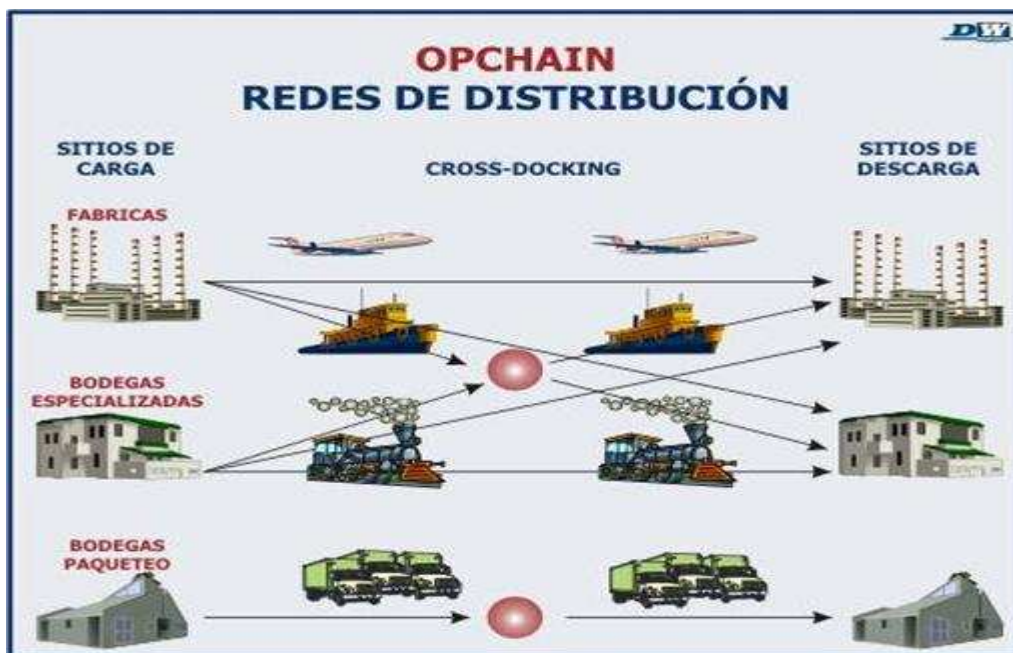 DW
OPCHAIN
REDES DE DISTRIBUCIÓN
SITIOS DE
CARGA
CROSS-DOCKING
SITIOS DE
DESCARGA
FABRICAS
BODEGAS
ESPECIALIZADAS
BODEGAS
PAQUETEO